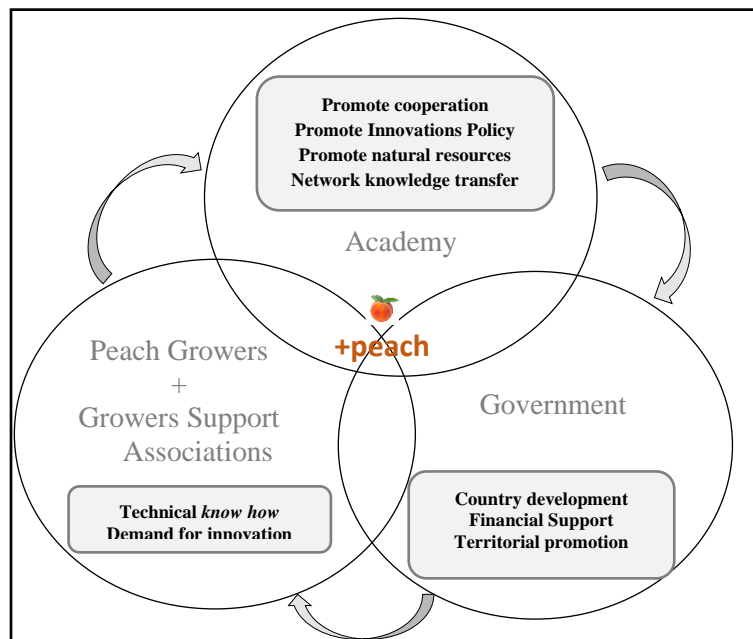 Promote cooperation
Promote Innovations Policy
Promote natural resources
Network knowledge transfer
Academy
+peach
Peach Growers
+
Growers Support
Associations
Technical know how
Demand for innovation
Government
Country development
Financial Support
Territorial promotion